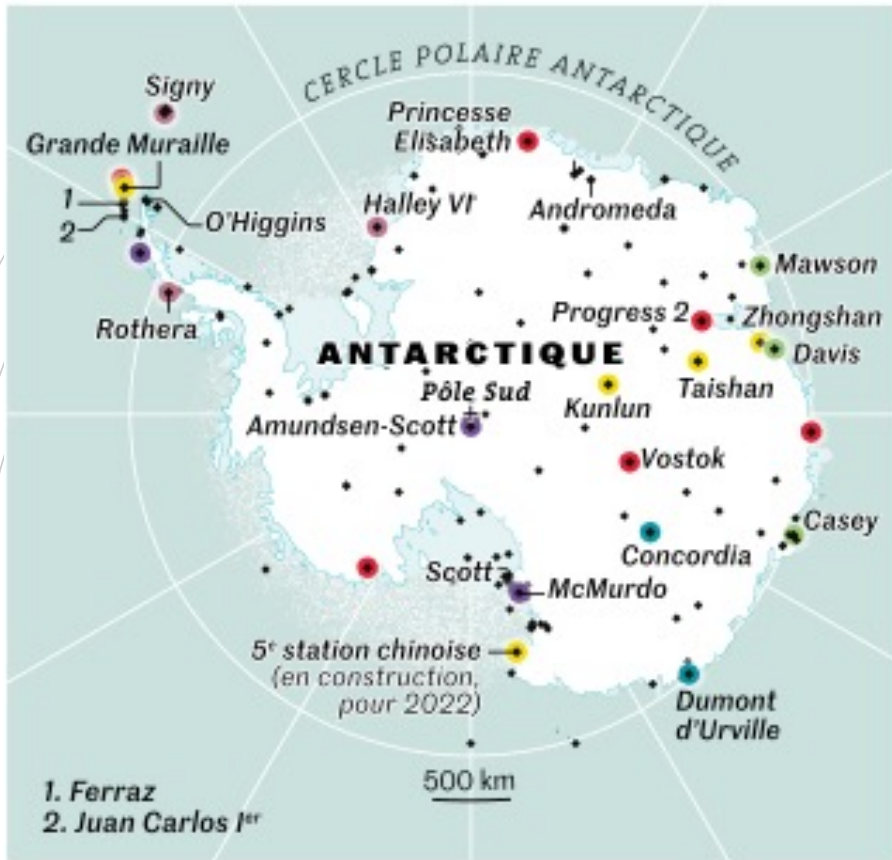 CERCLE POLAIRE ANTARCTIQUE
Signy
Princesse
Elisabeth
Grande Muraille
1
2
O'Higgins
Halley VI
Andromeda
Mawson
Rothera
Progress 2
Zhongshan
ANTARCTIQUE
Davis
Pôle Sud
Taishan
Kunlun
Amundsen-Scott
Vostok
Casey
Concordia
Scott
McMurdo
5e station chinoise
(en construction,
pour 2022)
Dumont
d'Urville
500 km
1. Ferraz
2. Juan Carlos Ier